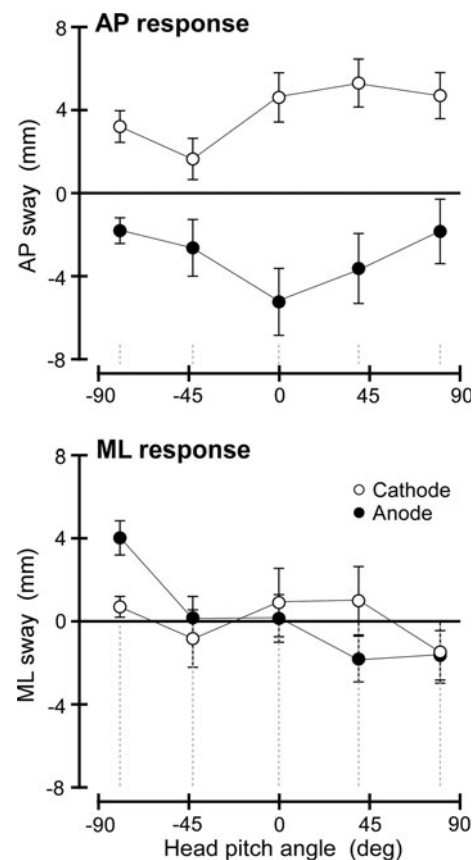 AP response
8
4
0
-4
-8
AP sway (mm)
-90 -45 0 45 90
ML response
Cathode
Anode
8
4
0
-4
-8
ML sway (mm)
-90 -45 0 45 90
Head pitch angle (deg)